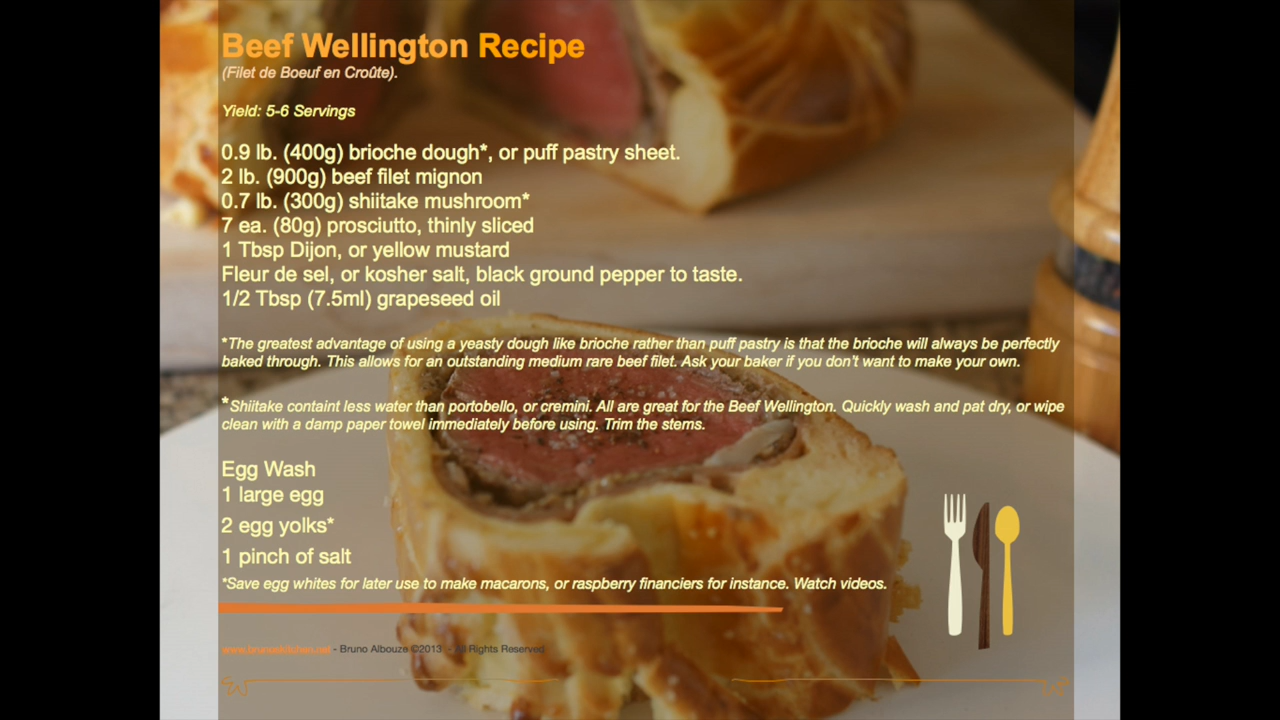 Beef Wellington Recipe
(Filet de Boeuf en Croûte).
Yield: 5-6 Servings
0.9 lb. (400g) brioche dough*, or puff pastry sheet.
2 lb. (900g) beef filet mignon
0.7 lb. (300g) shiitake mushroom*
7 ea. (80g) prosciutto, thinly sliced
1 Tbsp Dijon, or yellow mustard
Fleur de sel, or kosher salt, black ground pepper to taste.
1/2 Tbsp (7.5ml) grapeseed oil
*The greatest advantage of using a yeasty dough like brioche rather than puff pastry is that the brioche will always be perfectly
baked through. This allows for an outstanding medium rare beef filet. Ask your baker if you don't want to make your own.
*Shiitake containt less water than portobello, or cremini. All are great for the Beef Wellington. Quickly wash and pat dry, or wipe
clean with a damp paper towel immediately before using. Trim the stems.
Egg Wash
1 large egg
2 egg yolks*
1 pinch of salt
*Save egg whites for later use to make macarons, or raspberry financiers for instance. Watch videos.
www.brunoskitchen.net - Bruno Albouze ©2013 - All Rights Reserved